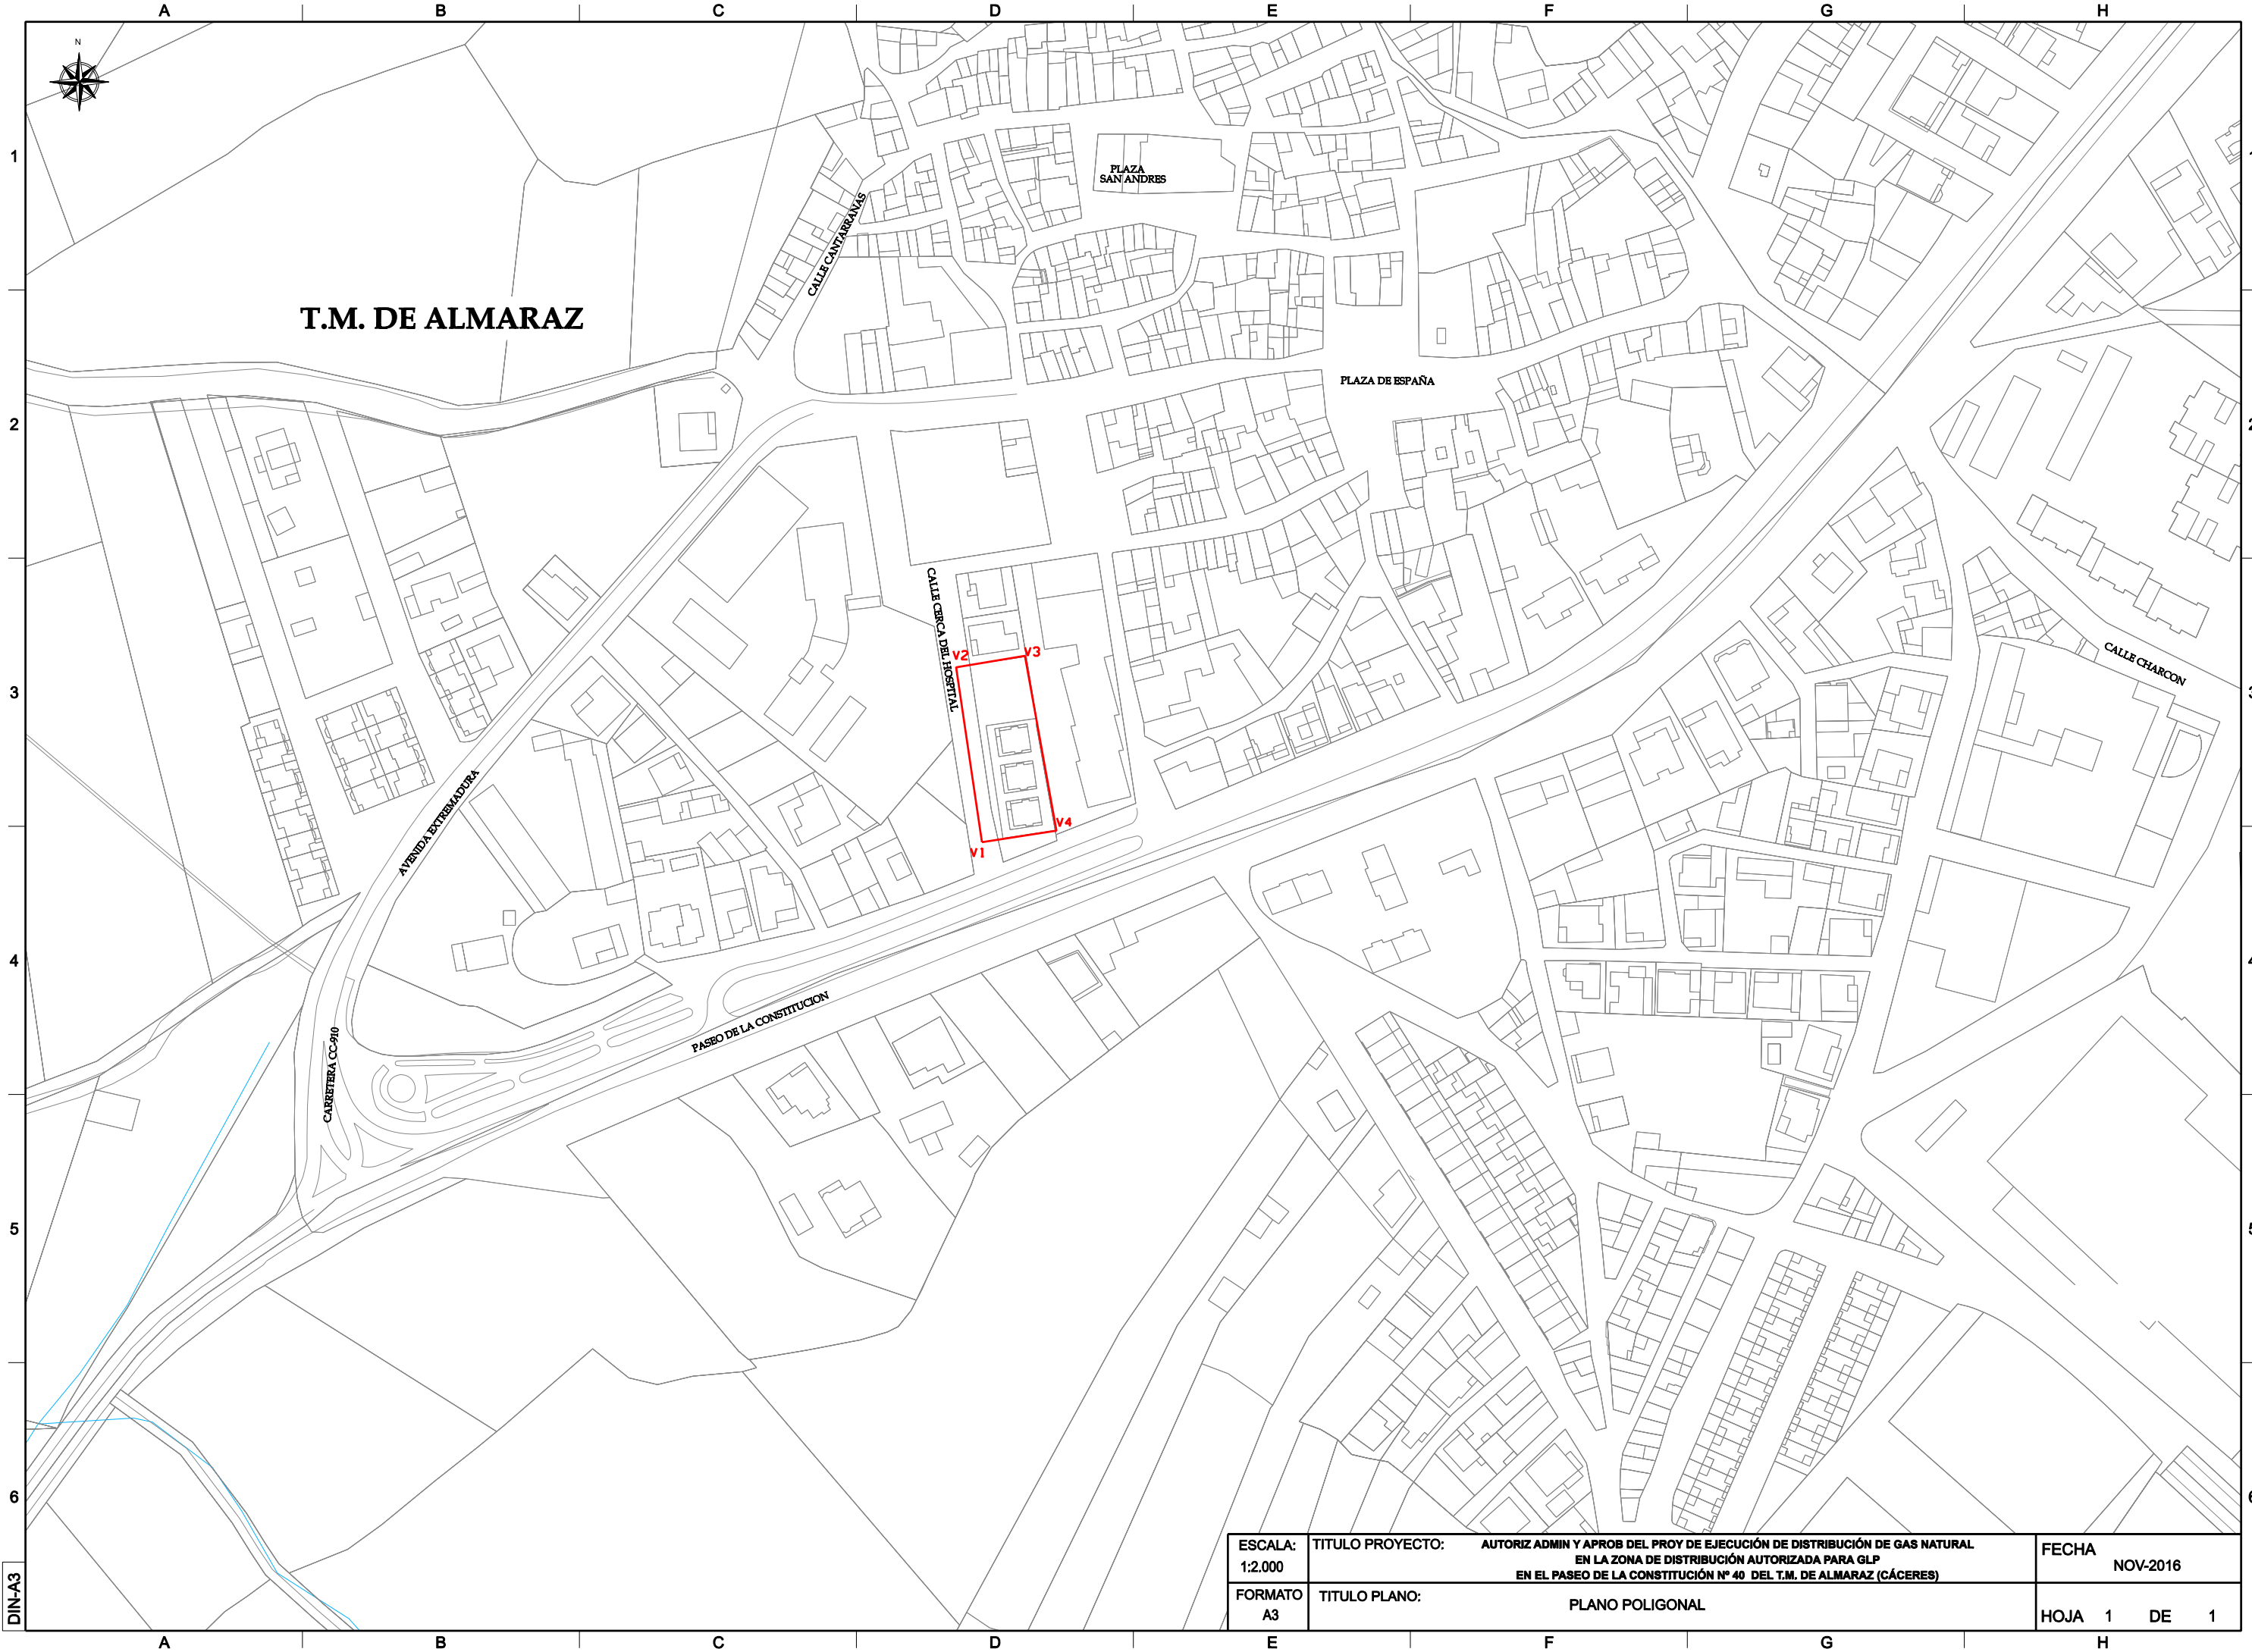 A B C D E F G H
N
1
PLAZA
SAN ANDRES
CALLE CANTARRANAS
T.M. DE ALMARAZ
PLAZA DE ESPAÑA
2
CALLE CERCA DEL HOSPITAL
V2 V3
CALLE CHARCON
3
V4
V1
AVENIDA EXTREMADURA
4
PASEO DE LA CONSTITUCION
CARRETERA CC-910
5
6
DIN-A3
ESCALA:
1:2.000
TITULO PROYECTO:
AUTORIZ ADMIN Y APROB DEL PROY DE EJECUCIÓN DE DISTRIBUCIÓN DE GAS NATURAL
EN LA ZONA DE DISTRIBUCIÓN AUTORIZADA PARA GLP
EN EL PASEO DE LA CONSTITUCIÓN Nº 40 DEL T.M. DE ALMARAZ (CÁCERES)
FECHA
NOV-2016
FORMATO
A3
TITULO PLANO:
PLANO POLIGONAL
HOJA 1 DE 1
A B C D E F G H